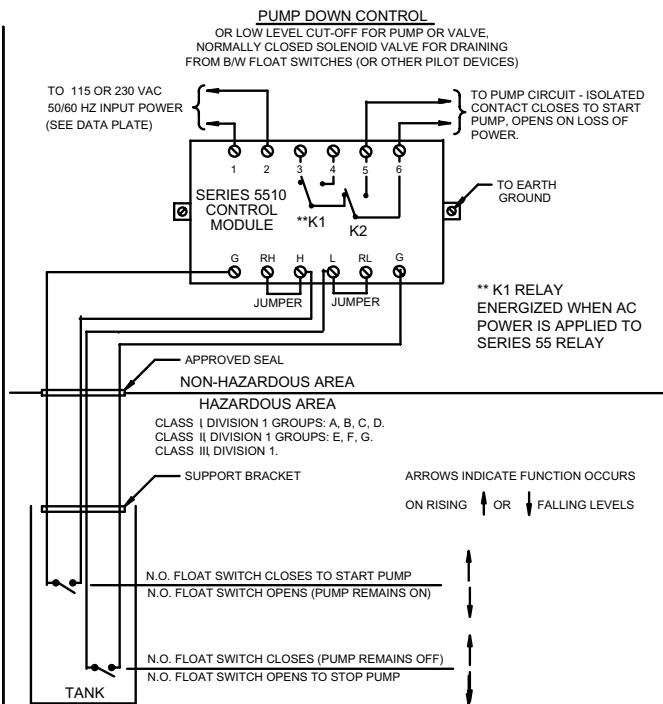 PUMP DOWN CONTROL
OR LOW LEVEL CUT-OFF FOR PUMP OR VALVE,
NORMALLY CLOSED SOLENOID VALVE FOR DRAINING
FROM B/W FLOAT SWITCHES (OR OTHER PILOT DEVICES)
TO 115 OR 230 VAC
50/60 HZ INPUT POWER
(SEE DATA PLATE)
TO PUMP CIRCUIT - ISOLATED
CONTACT CLOSES TO START
PUMP, OPENS ON LOSS OF
POWER.
1 2 3 4 5 6
SERIES 5510
CONTROL
MODULE
**K1
K2
TO EARTH
GROUND
G RH H L RL G
JUMPER JUMPER
** K1 RELAY
ENERGIZED WHEN AC
POWER IS APPLIED TO
SERIES 55 RELAY
APPROVED SEAL
NON-HAZARDOUS AREA
HAZARDOUS AREA
CLASS I, DIVISION 1 GROUPS: A, B, C, D.
CLASS II, DIVISION 1 GROUPS: E, F, G.
CLASS III, DIVISION 1.
SUPPORT BRACKET
ARROWS INDICATE FUNCTION OCCURS
ON RISING OR FALLING LEVELS
N.O. FLOAT SWITCH CLOSES TO START PUMP
N.O. FLOAT SWITCH OPENS (PUMP REMAINS ON)
N.O. FLOAT SWITCH CLOSES (PUMP REMAINS OFF)
N.O. FLOAT SWITCH OPENS TO STOP PUMP
TANK